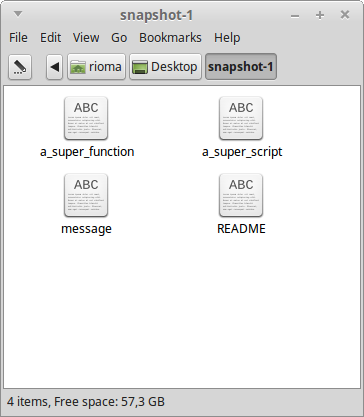 snapshot-1
File Edit View Go Bookmarks Help
rioma Desktop snapshot-1
ABC ABC
a_super_function a_super_script
ABC ABC
message README
4 items, Free space: 57,3 GB